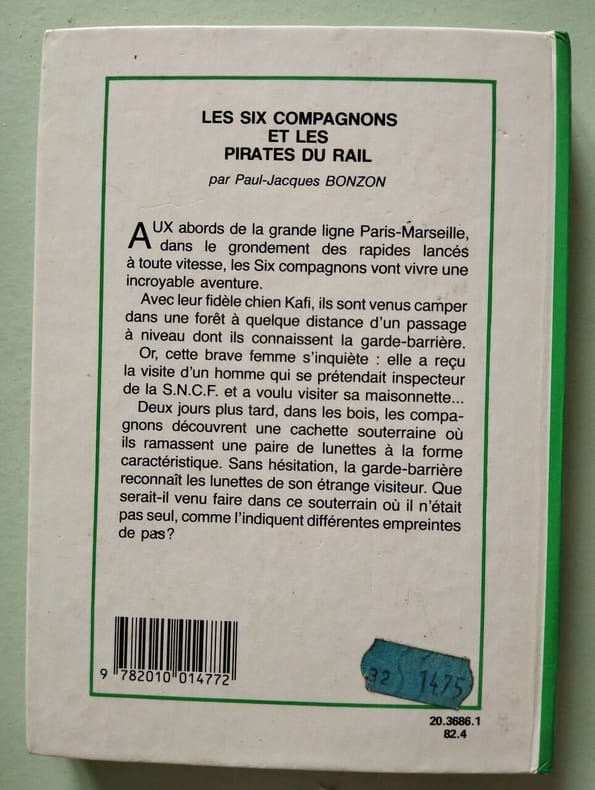 LES SIX COMPAGNONS
ET LES
PIRATES DU RAIL
par Paul-Jacques BONZON
AUX abords de la grande ligne Paris-Marseille,
dans le grondement des rapides lancés
à toute vitesse, les Six compagnons vont vivre une
incroyable aventure.
Avec leur fidèle chien Kafi, ils sont venus camper
dans une forêt à quelque distance d'un passage
à niveau dont ils connaissent la garde-barrière.
Or, cette brave femme s'inquiète : elle a reçu
la visite d'un homme qui se prétendait inspecteur
de la S.N.C.F. et a voulu visiter sa maisonnette...
Deux jours plus tard, dans les bois, les compa-
gnons découvrent une cachette souterraine où
ils ramassent une paire de lunettes à la forme
caractéristique. Sans hésitation, la garde-barrière
reconnaît les lunettes de son étrange visiteur. Que
serait-il venu faire dans ce souterrain où il n'était
pas seul, comme l'indiquent différentes empreintes
de pas?
9 782010 014772
32 1475
20.3686.1
82.4